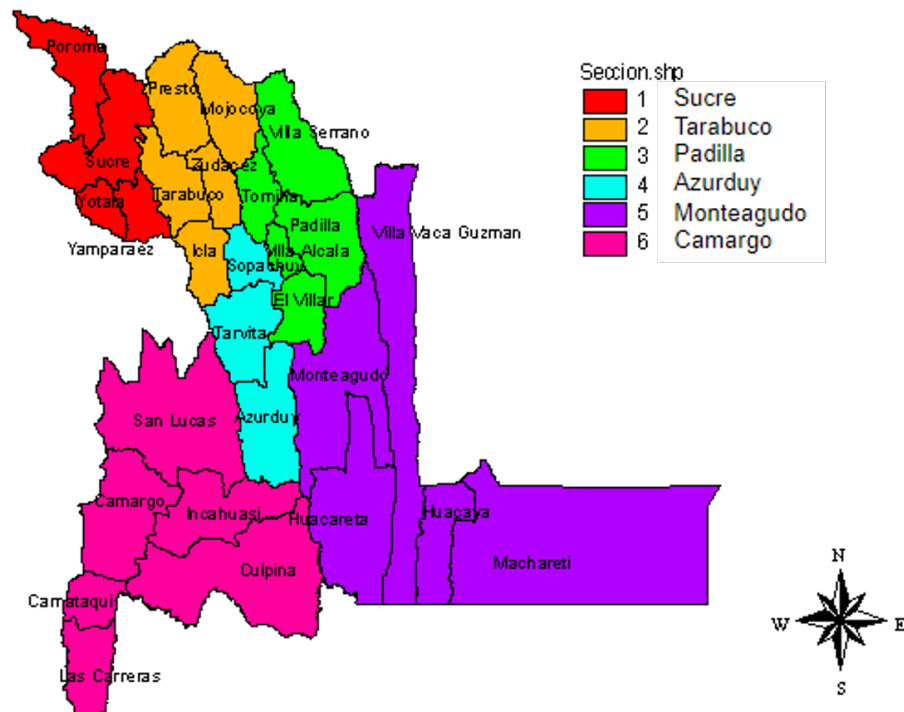 Poroma
Presto
Mojocoya
Villa Serrano
Sucre
Zudañez
Yotala
Tarabuco
Tomina
Padilla
Villa Vaca Guzman
Yamparaez
Icla
Sopachuy
Villa Alcala
El Villar
Tarvita
Monteagudo
San Lucas
Azurduy
Camargo
Incahuasi
Huacareta
Huacaya
Culpina
Machareti
Camataqui
Las Carreras
Seccion.shp
1 Sucre
2 Tarabuco
3 Padilla
4 Azurduy
5 Monteagudo
6 Camargo
N
W E
S